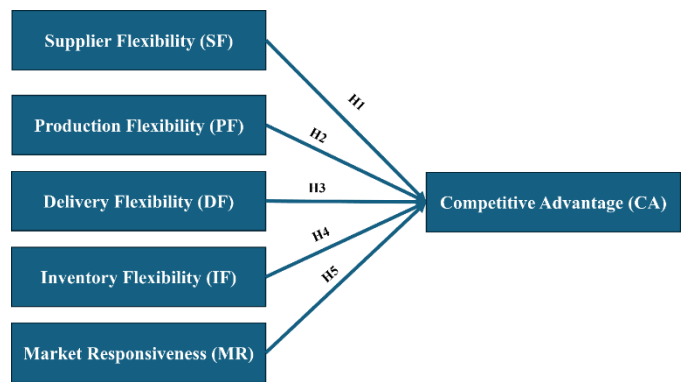 Supplier Flexibility (SF)
H1
Production Flexibility (PF)
H2
Delivery Flexibility (DF)
H3
Competitive Advantage (CA)
H4
Inventory Flexibility (IF)
H5
Market Responsiveness (MR)